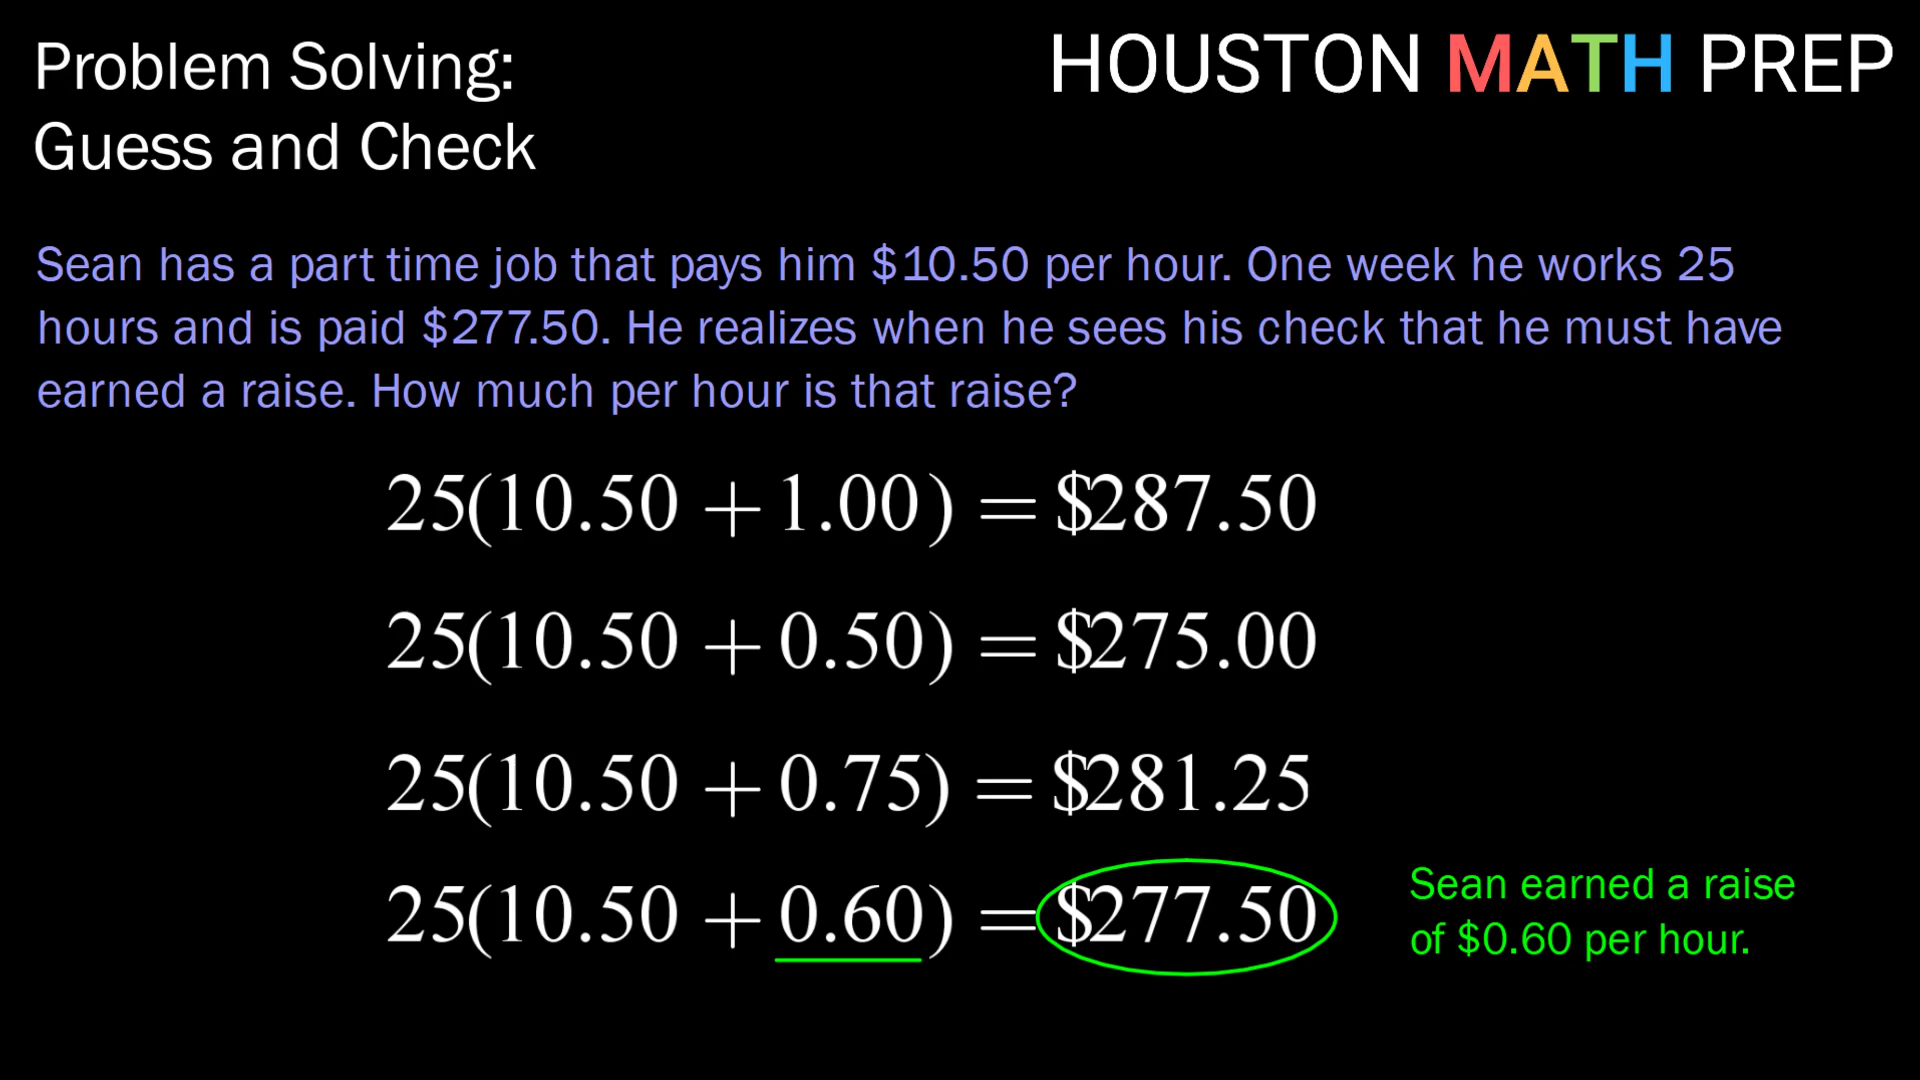 Problem Solving:
Guess and Check
HOUSTON MATH PREP
Sean has a part time job that pays him $10.50 per hour. One week he works 25
hours and is paid $277.50. He realizes when he sees his check that he must have
earned a raise. How much per hour is that raise?
25(10.50 + 1.00) = $287.50
25(10.50 + 0.50) = $275.00
25(10.50 + 0.75) = $281.25
25(10.50 + 0.60) = $277.50
Sean earned a raise
of $0.60 per hour.